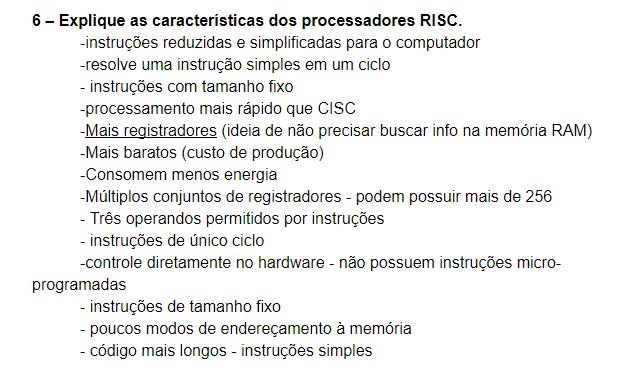 6 – Explique as características dos processadores RISC.
-instruções reduzidas e simplificadas para o computador
-resolve uma instrução simples em um ciclo
- instruções com tamanho fixo
-processamento mais rápido que CISC
-Mais registradores (ideia de não precisar buscar info na memória RAM)
-Mais baratos (custo de produção)
-Consomem menos energia
-Múltiplos conjuntos de registradores - podem possuir mais de 256
- Três operandos permitidos por instruções
- instruções de único ciclo
-controle diretamente no hardware - não possuem instruções micro-
programadas
- instruções de tamanho fixo
- poucos modos de endereçamento à memória
- código mais longos - instruções simples